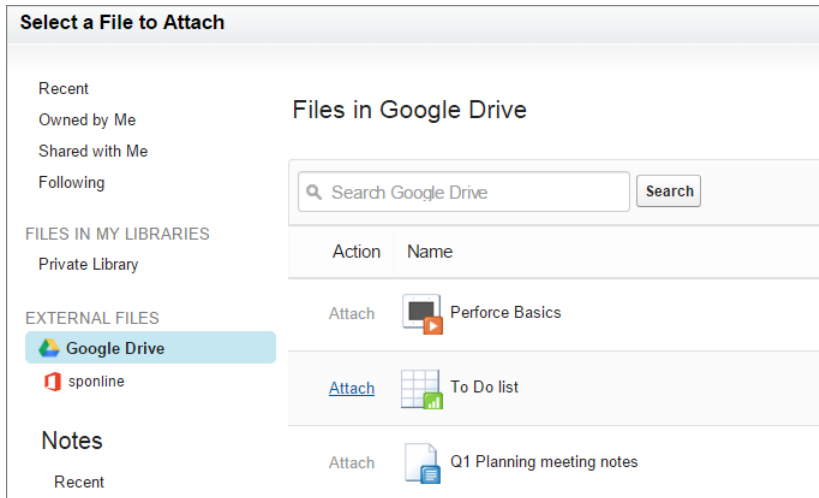 Select a File to Attach
Recent
Owned by Me
Shared with Me
Following
FILES IN MY LIBRARIES
Private Library
EXTERNAL FILES
Google Drive
sponline
Notes
Recent
Files in Google Drive
Search Google Drive Search
Action Name
Attach Perforce Basics
Attach To Do list
Attach Q1 Planning meeting notes